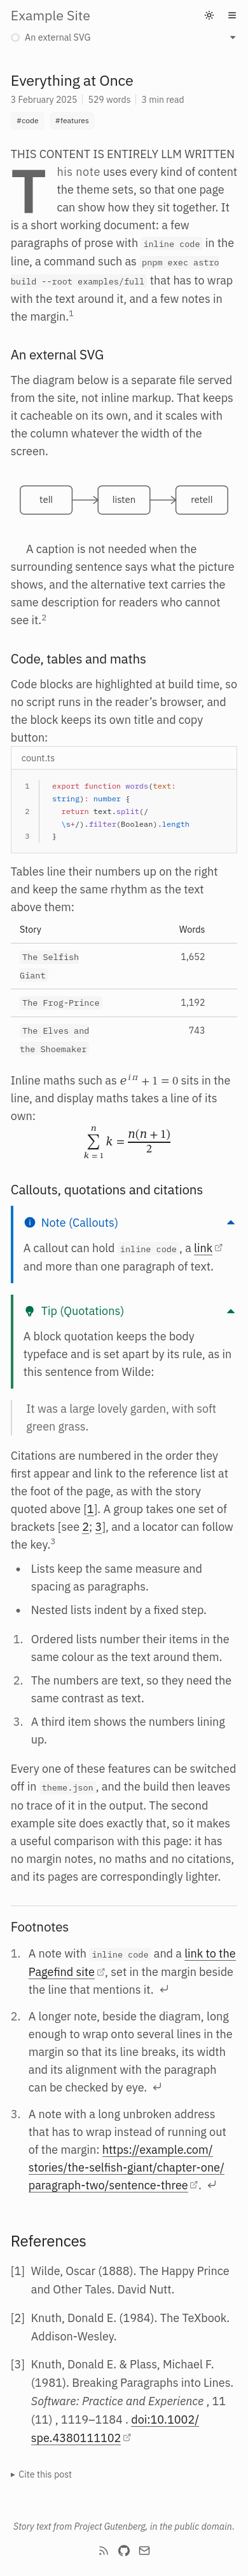 Example Site
An external SVG
Everything at Once
3 February 2025 529 words 3 min read
#code #features
THIS CONTENT IS ENTIRELY LLM WRITTEN
This note uses every kind of content
the theme sets, so that one page
can show how they sit together. It
is a short working document: a few
paragraphs of prose with inline code in the
line, a command such as pnpm exec astro
build --root examples/full that has to wrap
with the text around it, and a few notes in
the margin.1
An external SVG
The diagram below is a separate file served
from the site, not inline markup. That keeps
it cacheable on its own, and it scales with
the column whatever the width of the
screen.
tell listen retell
A caption is not needed when the
surrounding sentence says what the picture
shows, and the alternative text carries the
same description for readers who cannot
see it.2
Code, tables and maths
Code blocks are highlighted at build time, so
no script runs in the reader's browser, and
the block keeps its own title and copy
button:
count.ts
1 export function words(text:
string): number {
2 return text.split(/
\s+/).filter(Boolean).length
3 }
Tables line their numbers up on the right
and keep the same rhythm as the text
above them:
Story Words
The Selfish 1,652
Giant
The Frog-Prince 1,192
The Elves and 743
the Shoemaker
Inline maths such as e^{iπ} + 1 = 0 sits in the
line, and display maths takes a line of its
own:
n
∑ k = n(n + 1)
k = 1 2
Callouts, quotations and citations
Note (Callouts)
A callout can hold inline code, a link
and more than one paragraph of text.
Tip (Quotations)
A block quotation keeps the body
typeface and is set apart by its rule, as in
this sentence from Wilde:
It was a large lovely garden, with soft
green grass.
Citations are numbered in the order they
first appear and link to the reference list at
the foot of the page, as with the story
quoted above [1]. A group takes one set of
brackets [see 2; 3], and a locator can follow
the key.3
• Lists keep the same measure and
spacing as paragraphs.
• Nested lists indent by a fixed step.
1. Ordered lists number their items in the
same colour as the text around them.
2. The numbers are text, so they need the
same contrast as text.
3. A third item shows the numbers lining
up.
Every one of these features can be switched
off in theme.json, and the build then leaves
no trace of it in the output. The second
example site does exactly that, so it makes
a useful comparison with this page: it has
no margin notes, no maths and no citations,
and its pages are correspondingly lighter.
Footnotes
1. A note with inline code and a link to the
Pagefind site, set in the margin beside
the line that mentions it. ↵
2. A longer note, beside the diagram, long
enough to wrap onto several lines in the
margin so that its line breaks, its width
and its alignment with the paragraph
can be checked by eye. ↵
3. A note with a long unbroken address
that has to wrap instead of running out
of the margin: https://example.com/
stories/the-selfish-giant/chapter-one/
paragraph-two/sentence-three. ↵
References
[1] Wilde, Oscar (1888). The Happy Prince
and Other Tales. David Nutt.
[2] Knuth, Donald E. (1984). The TeXbook.
Addison-Wesley.
[3] Knuth, Donald E. & Plass, Michael F.
(1981). Breaking Paragraphs into Lines.
Software: Practice and Experience , 11
(11) , 1119–1184 . doi:10.1002/
spe.4380111102
▸ Cite this post
Story text from Project Gutenberg, in the public domain.